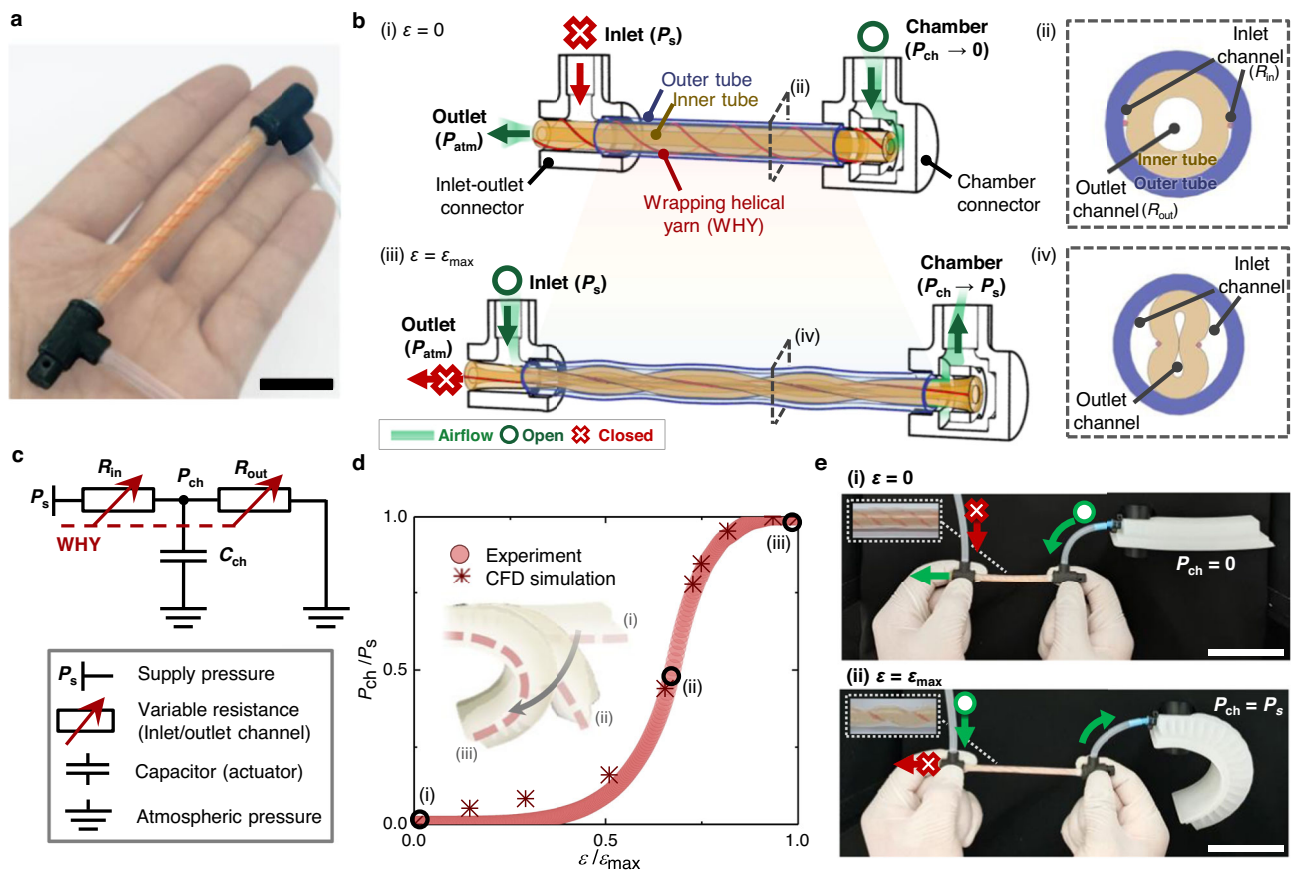 a
b
(i) ε = 0
Inlet (Ps)
Chamber
(Pch → 0)
Outer tube
Inner tube
(ii)
Outlet
(Patm)
Inlet-outlet
connector
Wrapping helical
yarn (WHY)
Chamber
connector
(ii)
Inlet
channel
(Rin)
Inner tube
Outer tube
Outlet
channel (Rout)
(iii) ε = εmax
Inlet (Ps)
Chamber
(Pch → Ps)
Outlet
(Patm)
(iv)
Airflow Open Closed
(iv)
Inlet
channel
Outlet
channel
c
Rin
Pch
Rout
Ps
WHY
Cch
Ps Supply pressure
Variable resistance
(Inlet/outlet channel)
Capacitor (actuator)
Atmospheric pressure
d
1.0
0.5
0.0
Pch/Ps
Experiment
CFD simulation
(iii)
(i)
(ii)
(iii)
(ii)
(i)
0.0 0.5 1.0
ε/εmax
e
(i) ε = 0
Pch = 0
(ii) ε = εmax
Pch = Ps